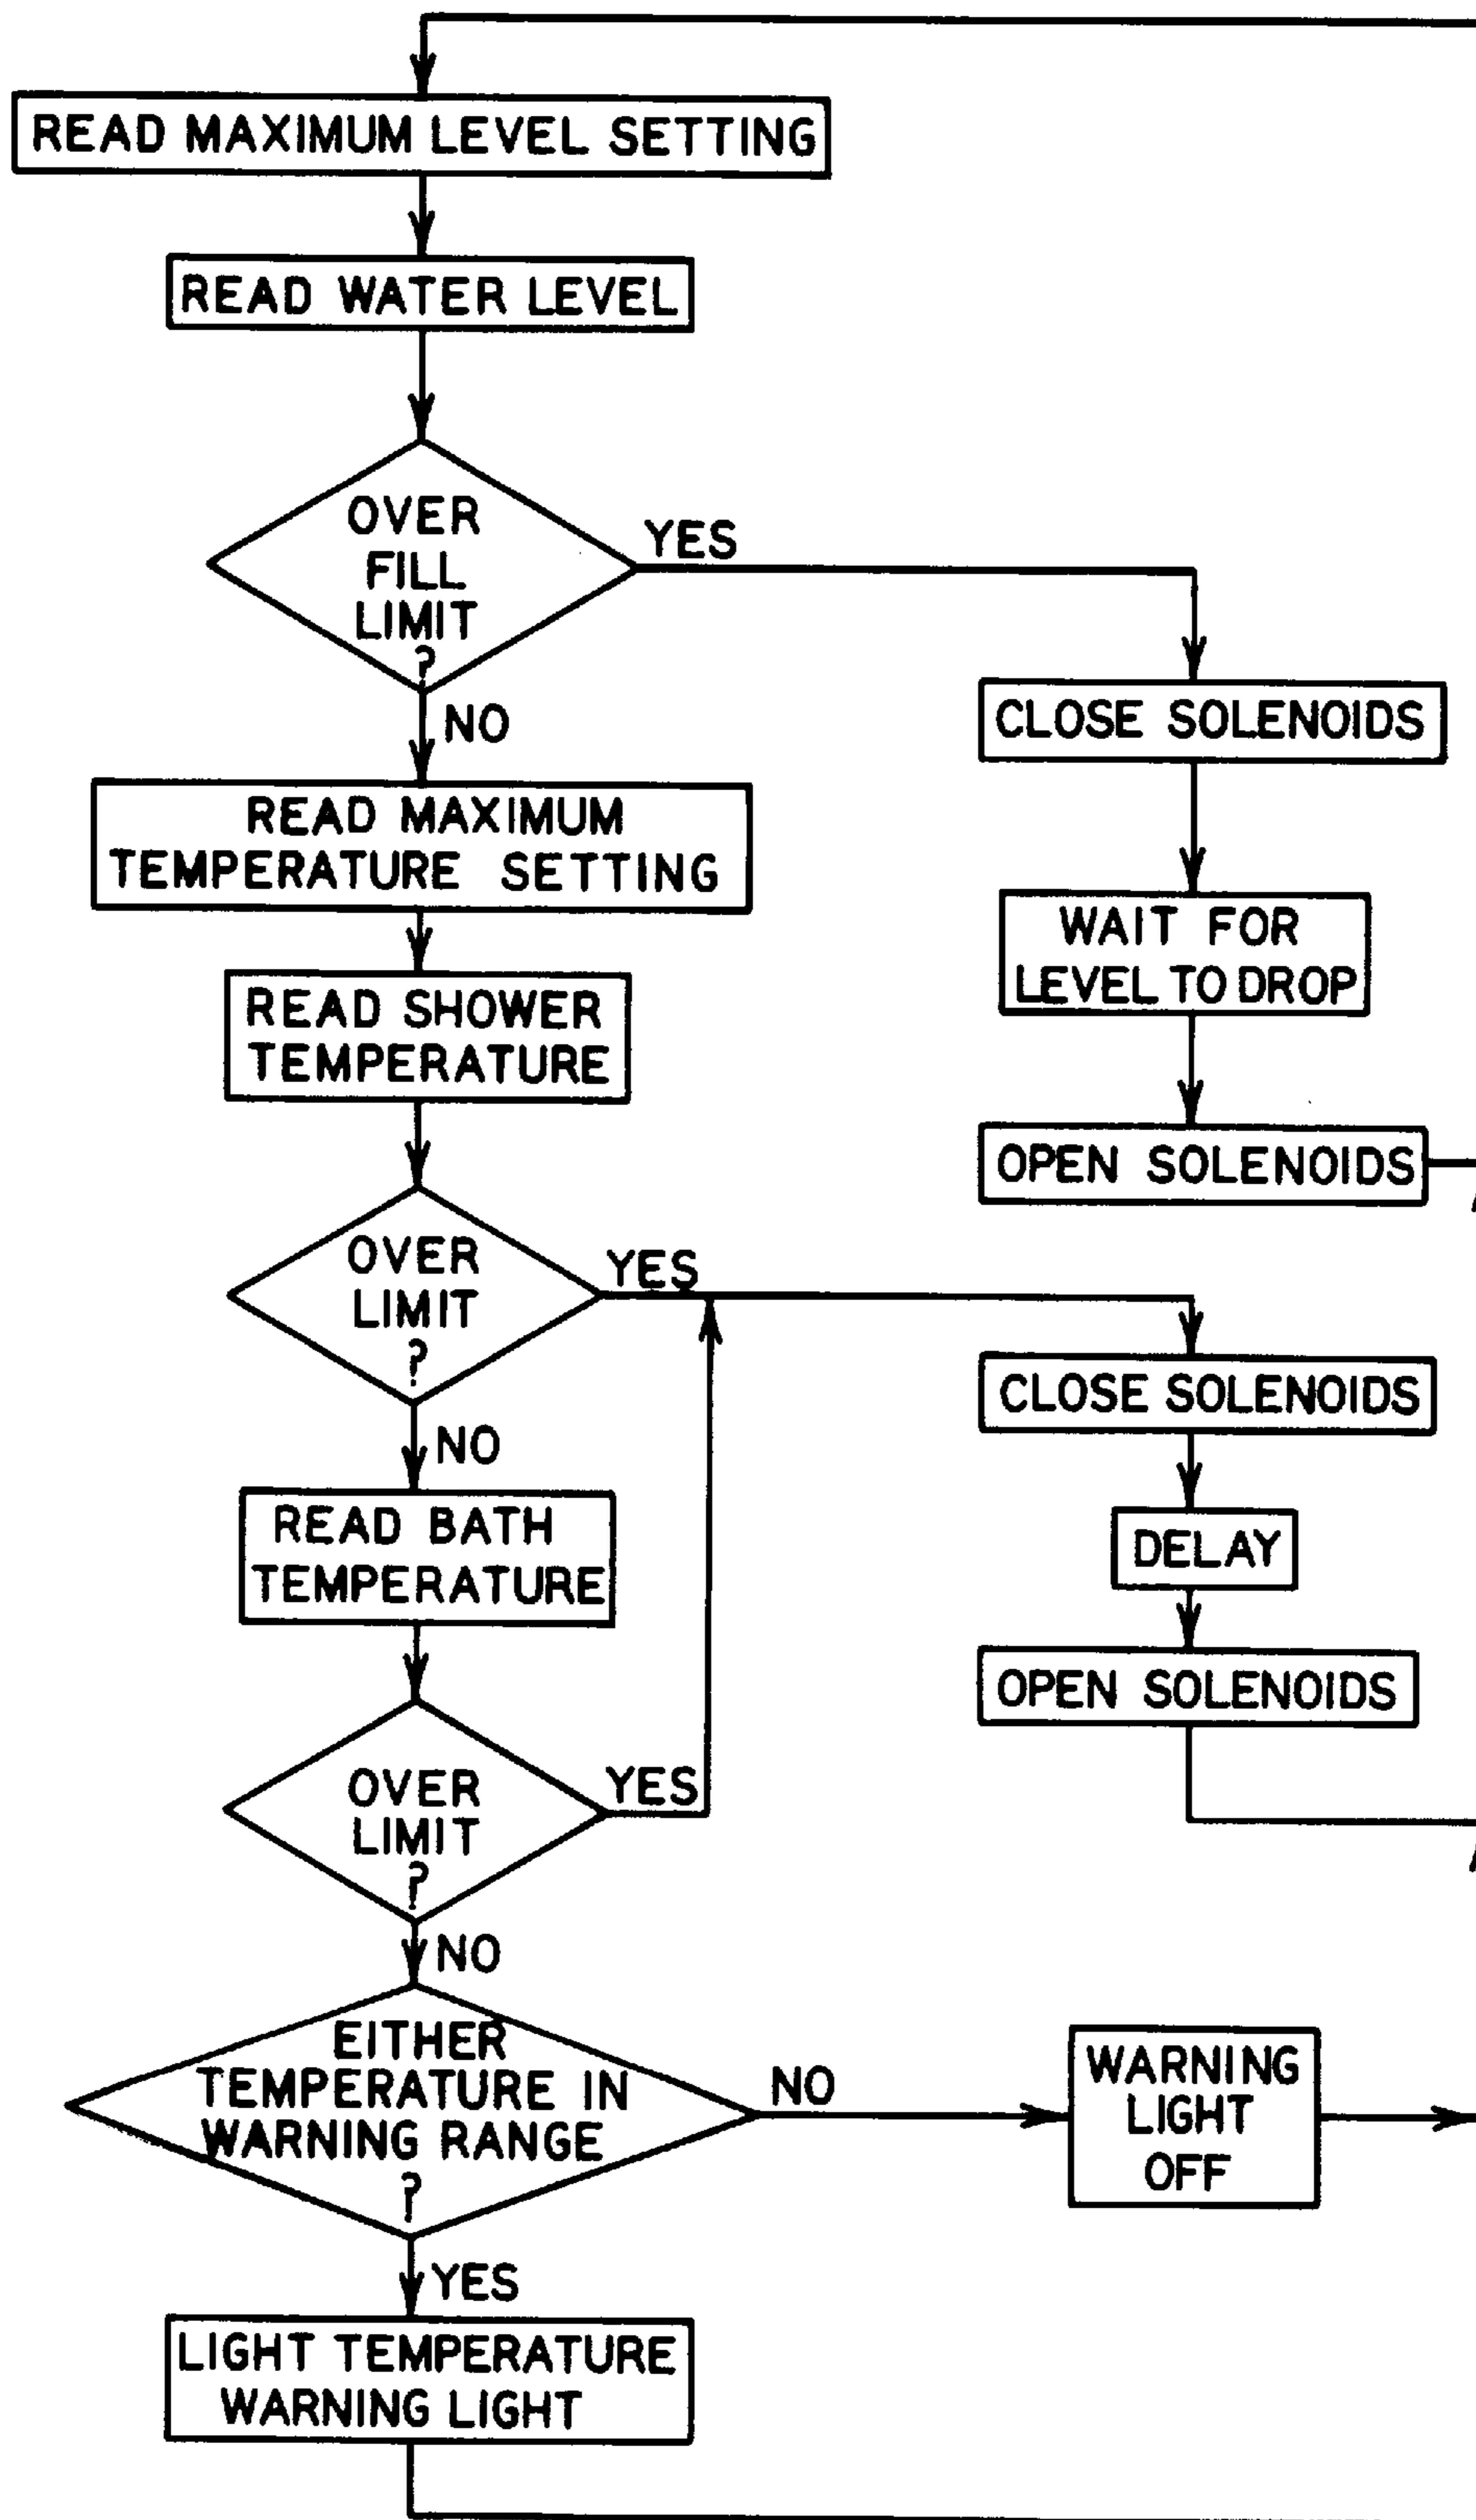 READ MAXIMUM LEVEL SETTING
READ WATER LEVEL
OVER
FILL
LIMIT
?
YES
NO
CLOSE SOLENOIDS
WAIT FOR
LEVEL TO DROP
OPEN SOLENOIDS
READ MAXIMUM
TEMPERATURE SETTING
READ SHOWER
TEMPERATURE
OVER
LIMIT
?
YES
NO
CLOSE SOLENOIDS
DELAY
OPEN SOLENOIDS
READ BATH
TEMPERATURE
OVER
LIMIT
?
YES
NO
EITHER
TEMPERATURE IN
WARNING RANGE
?
NO
WARNING
LIGHT
OFF
YES
LIGHT TEMPERATURE
WARNING LIGHT